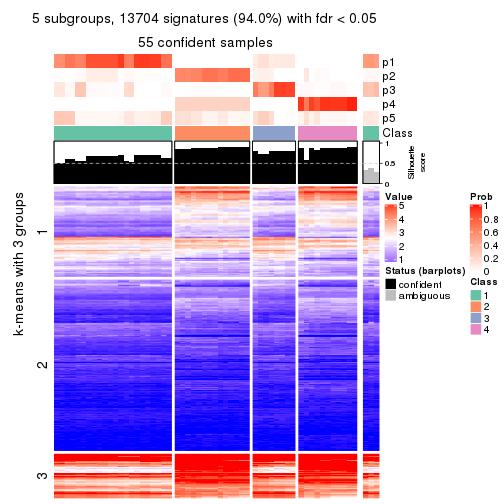 5 subgroups, 13704 signatures (94.0%) with fdr < 0.05
55 confident samples
p1
p2
p3
p4
p5
Class
1
0.5
0
Silhouette
score
k-means with 3 groups
1
2
3
Value
5
4
3
2
1
Status (barplots)
confident
ambiguous
Prob
1
0.8
0.6
0.4
0.2
0
Class
1
2
3
4